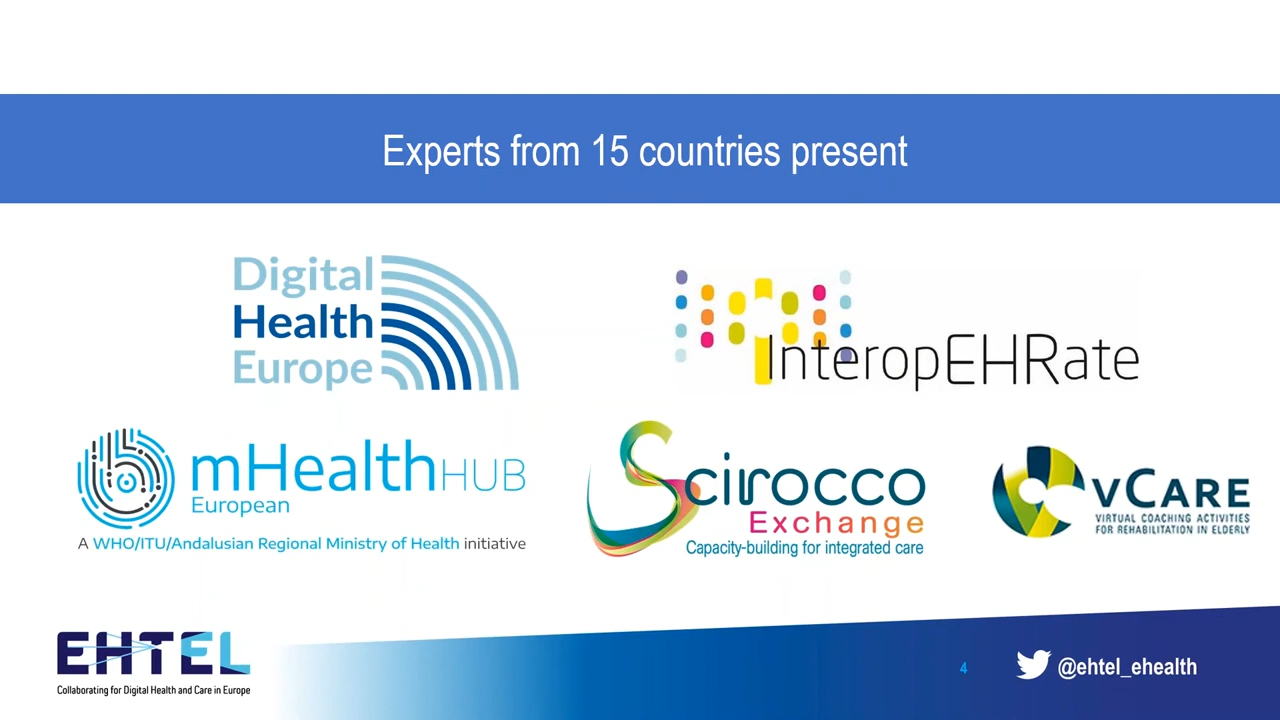 Experts from 15 countries present
Digital
Health
Europe
InteropEHRate
mHealth HUB
European
A WHO/ITU/Andalusian Regional Ministry of Health initiative
Scirocco
Exchange
Capacity-building for integrated care
vCARE
VIRTUAL COACHING ACTIVITIES
FOR REHABILITATION IN ELDERLY
EHTEL
Collaborating for Digital Health and Care in Europe
4
@ehtel_ehealth